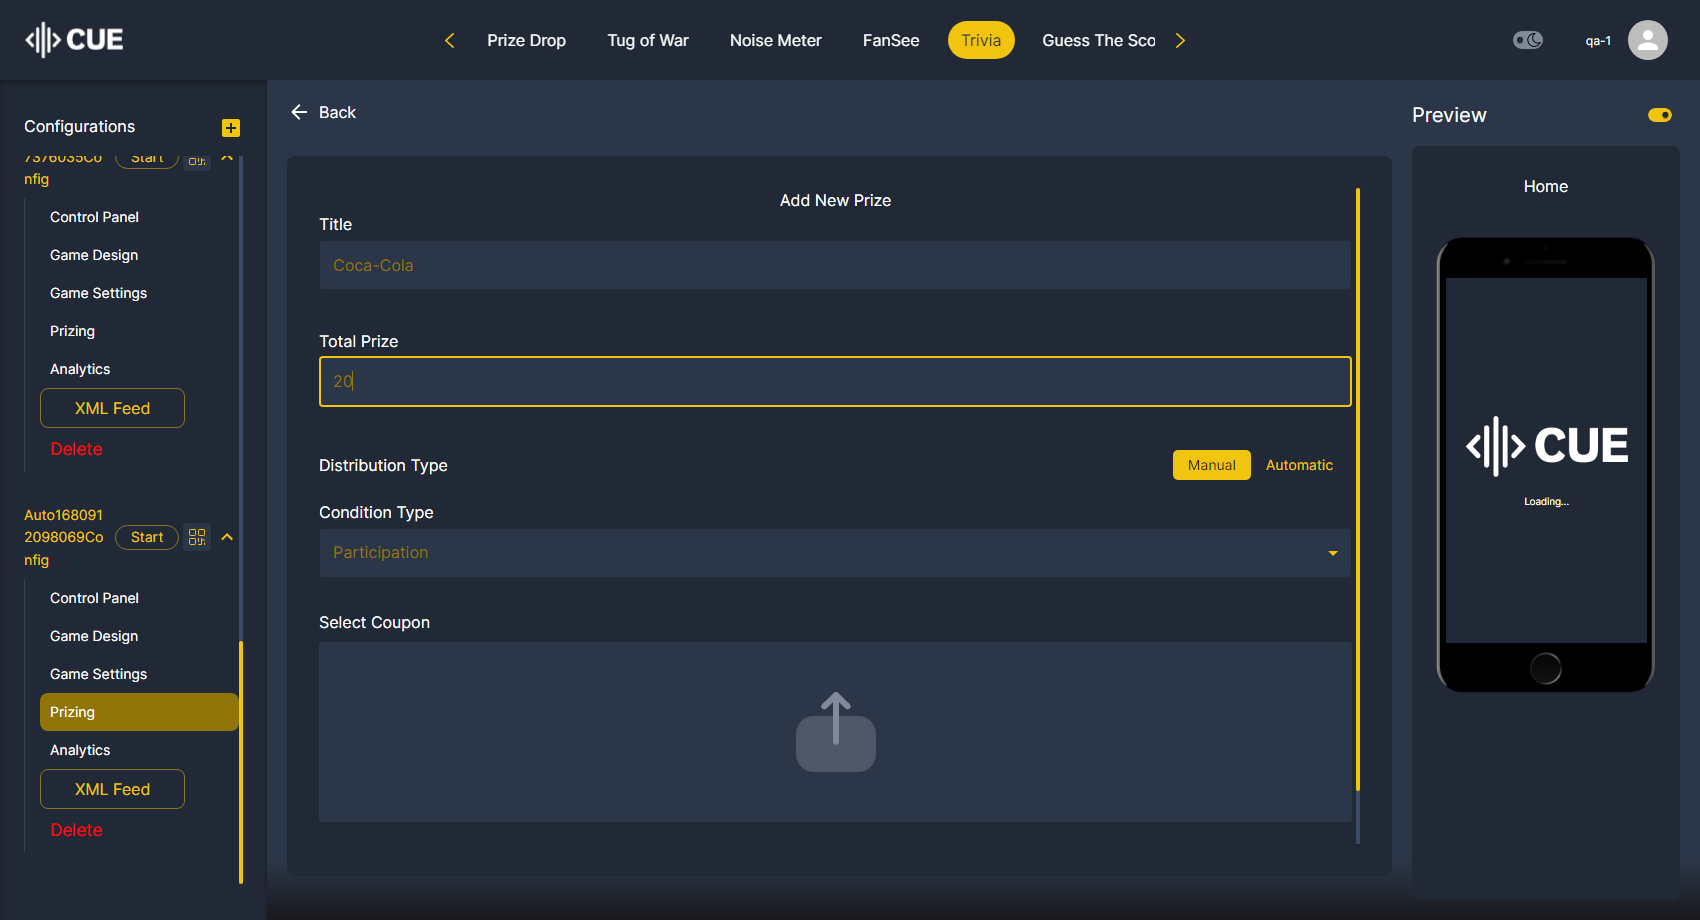 CUE
Prize Drop
Tug of War
Noise Meter
FanSee
Trivia
Guess The Sco
qa-1
Configurations
7376035Co
nfig
Start
Control Panel
Game Design
Game Settings
Prizing
Analytics
XML Feed
Delete
Auto168091
2098069Co
nfig
Start
Control Panel
Game Design
Game Settings
Prizing
Analytics
XML Feed
Delete
Back
Add New Prize
Title
Coca-Cola
Total Prize
20
Distribution Type
Manual
Automatic
Condition Type
Participation
Select Coupon
Preview
Home
CUE
Loading...